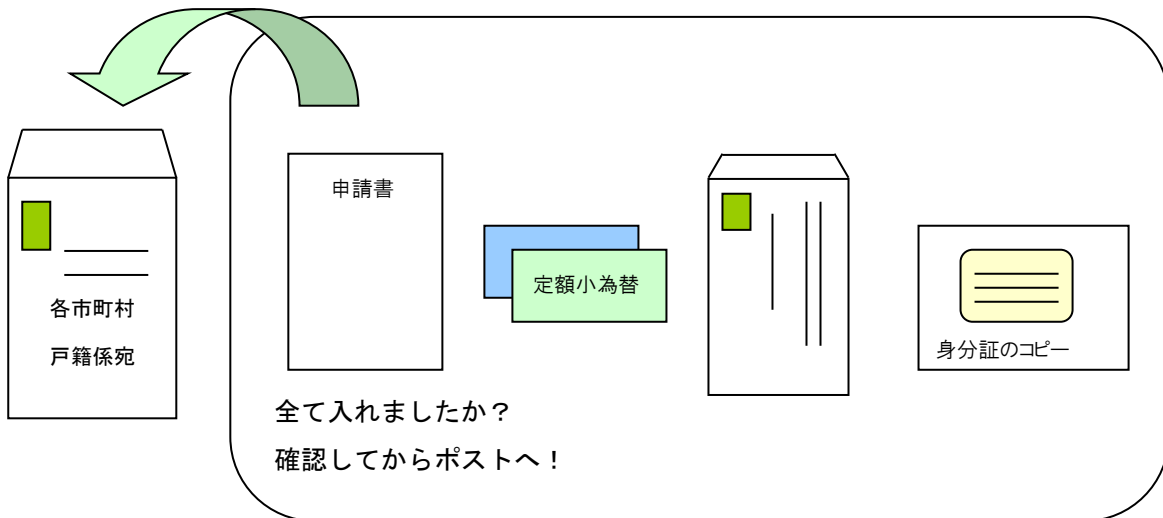 申請書
定額小為替
各市町村
戸籍係宛
身分証のコピー
全て入れましたか？
確認してからポストへ！